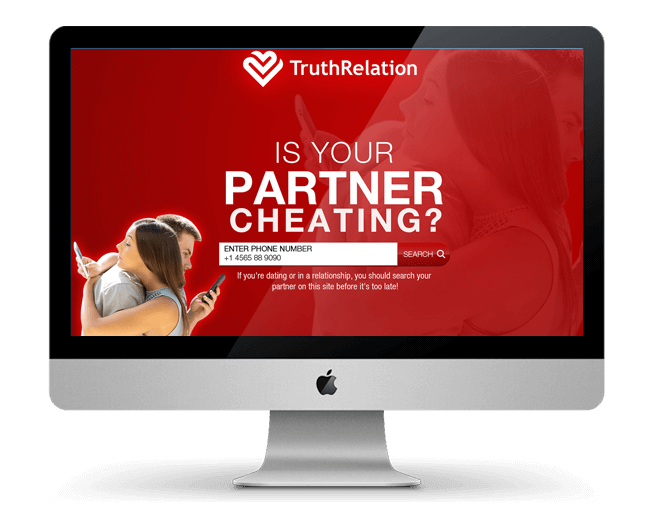 TruthRelation
IS YOUR
PARTNER
CHEATING?
ENTER PHONE NUMBER
+1 4565 88 9090
SEARCH
If you're dating or in a relationship, you should search your
partner on this site before it's too late!